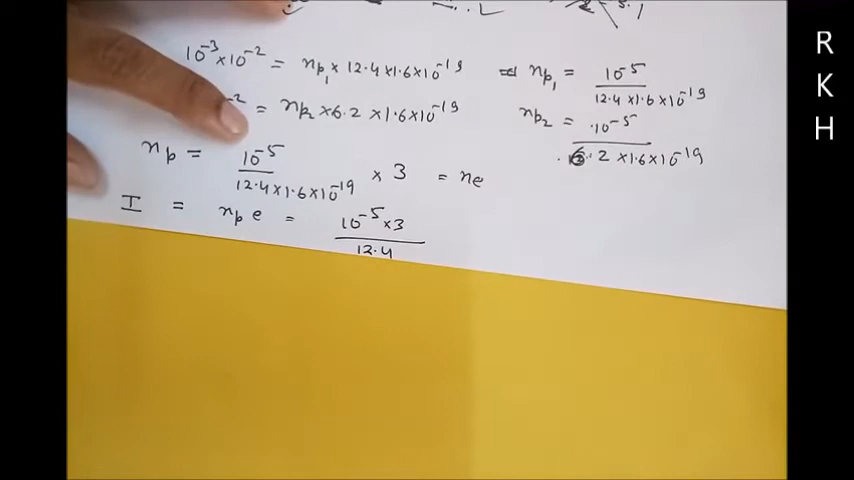 10⁻³×10⁻² = nₚ₁ × 12.4×1.6×10⁻¹⁹ ⇒ nₚ₁ = 10⁻⁵ / 12.4×1.6×10⁻¹⁹
⁻² = nₚ₂ ×6.2 ×1.6×10⁻¹⁹ nₚ₂ = 10⁻⁵ / 6.2 ×1.6×10⁻¹⁹
nₚ = 10⁻⁵ / 12.4×1.6×10⁻¹⁹ × 3 = nₑ
I = nₚ e = 10⁻⁵×3 / 12.4
R
K
H